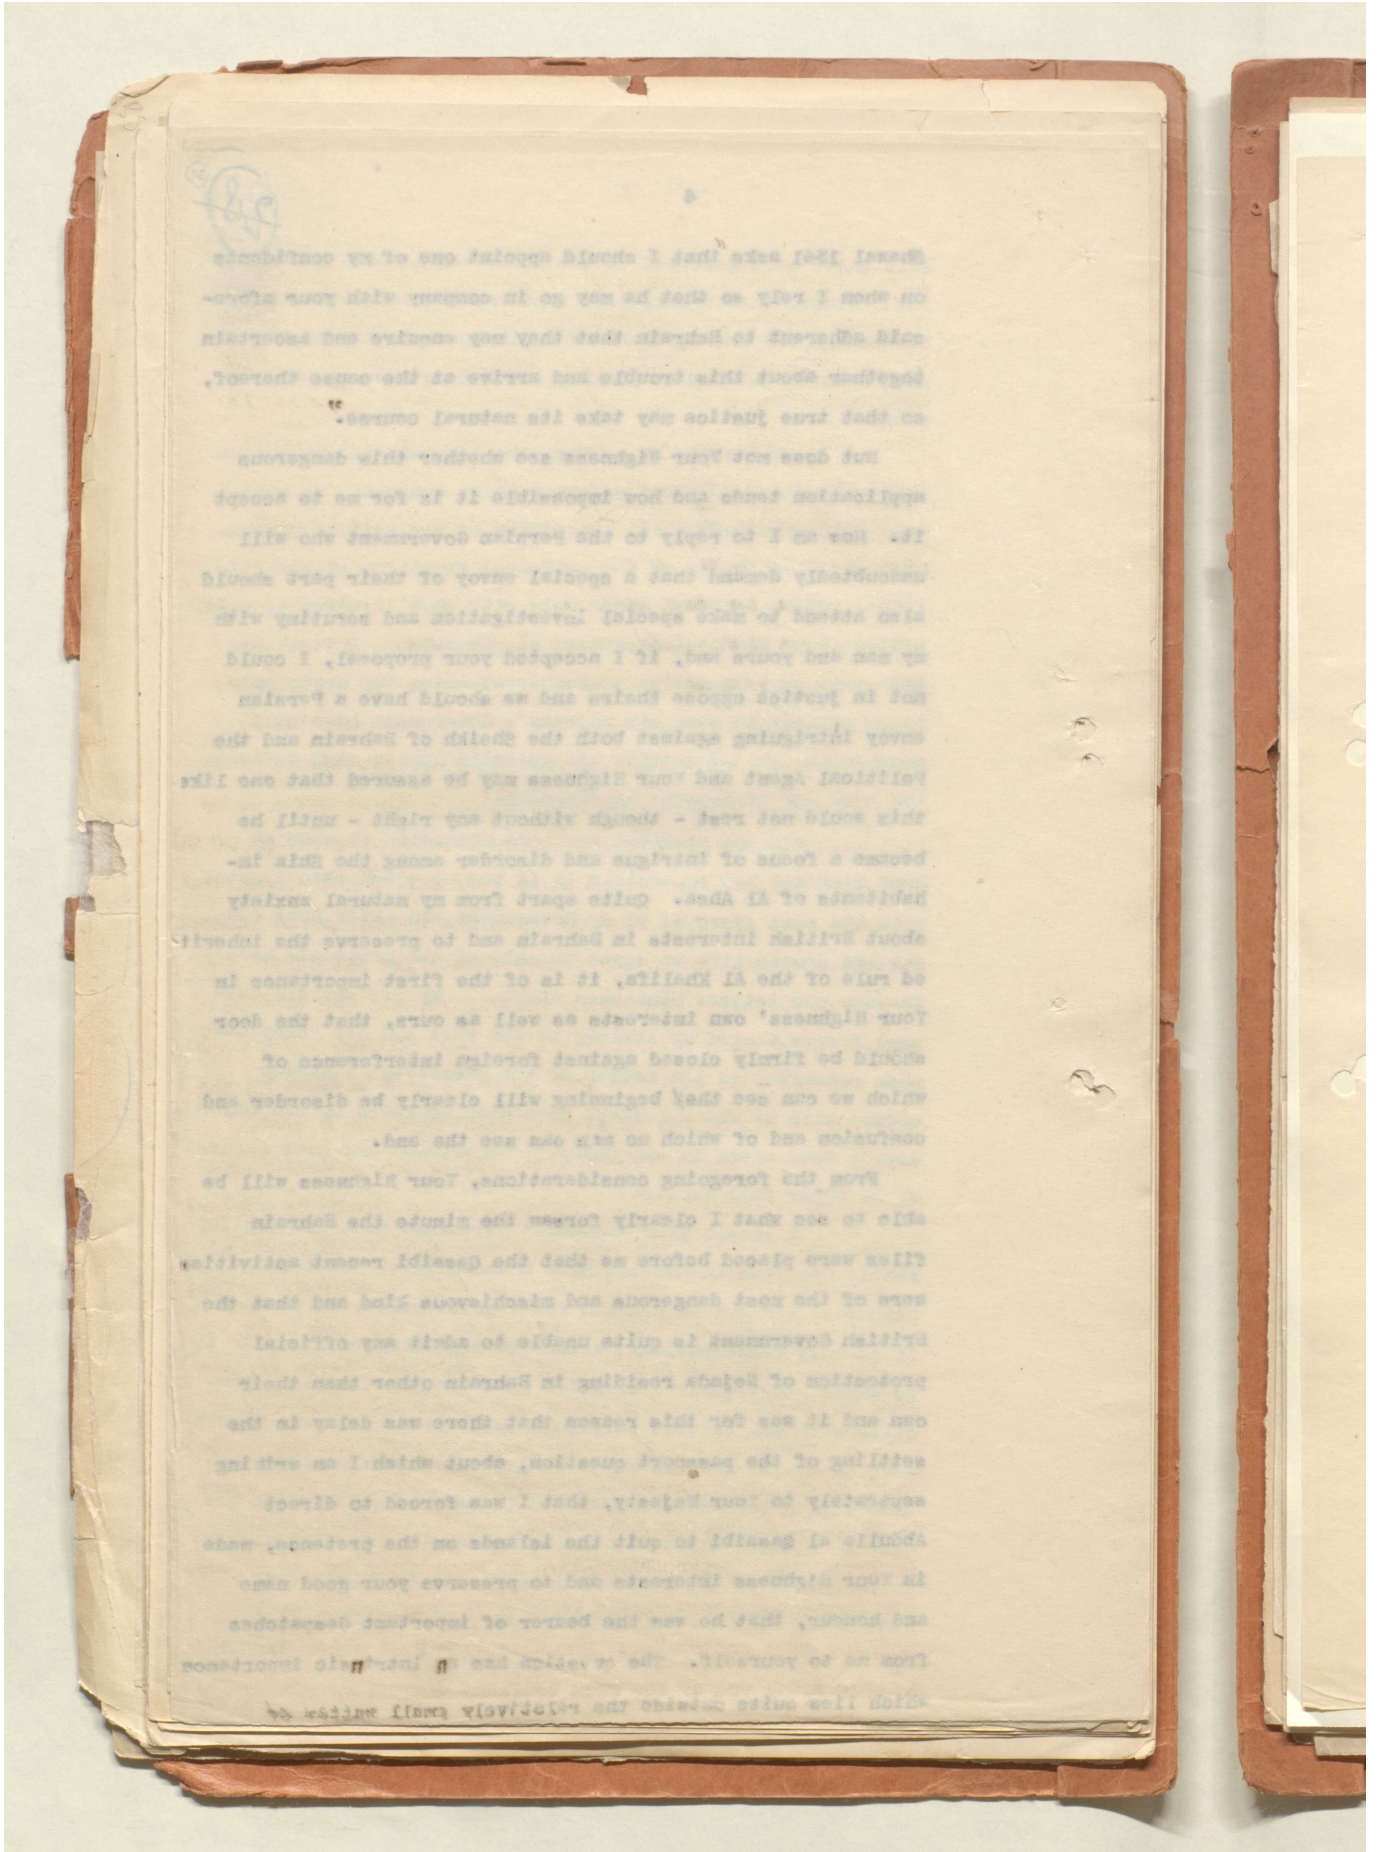 4
Shawal 1341 asks that I should appoint one of my confidents
on whom I rely so that he may go in company with your afore-
said adherent to Bahrain that they may enquire and ascertain
together about this trouble and arrive at the cause thereof,
so that true justice may take its natural course."
But does not Your Highness see whether this dangerous
application tends and how impossible it is for me to accept
it. How am I to reply to the Persian Government who will
undoubtedly demand that a special envoy of their part should
also attend to make special investigation and scrutiny with
my man and yours and, if I accepted your proposal, I could
not in justice oppose theirs and we should have a Persian
envoy intriguing against both the Sheikh of Bahrain and the
Political Agent and Your Highness may be assured that one like
this would not rest - though without any right - until he
became a focus of intrigue and disorder among the Shia in-
habitants of Al Ahsa. Quite apart from my natural anxiety
about British interests in Bahrain and to preserve the inherit-
ed rule of the Al Khalifa, it is of the first importance in
Your Highness' own interests as well as ours, that the door
should be firmly closed against foreign interference of
which we can see the beginning will clearly be disorder and
confusion and of which no man can see the end.
From the foregoing considerations, Your Highness will be
able to see what I clearly forsaw the minute the Bahrain
files were placed before me that the Qasaibi recent activities
were of the most dangerous and mischievous kind and that the
British Government is quite unable to admit any official
protection of Nejdis residing in Bahrain other than their
own and it was for this reason that there was delay in the
settling of the passport question, about which I am writing
separately to Your Majesty, that I was forced to direct
Abdulla al Qasaibi to quit the islands on the pretence, made
in Your Highness interests and to preserve your good name
and honour, that he was the bearer of important despatches
from me to yourself. The question has an intrinsic importance
which lies quite outside the relatively small matter of